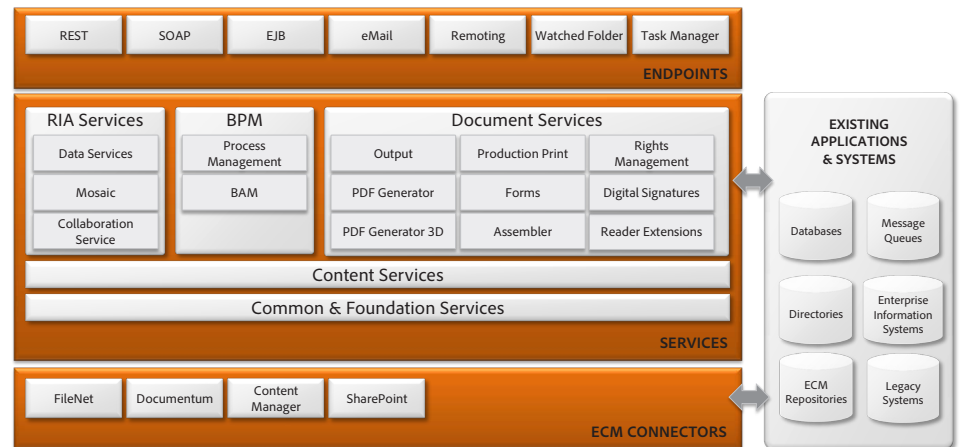 REST
SOAP
EJB
eMail
Remoting
Watched Folder
Task Manager
ENDPOINTS
RIA Services
Data Services
Mosaic
Collaboration
Service
BPM
Process
Management
BAM
Document Services
Output
Production Print
Rights
Management
PDF Generator
Forms
Digital Signatures
PDF Generator 3D
Assembler
Reader Extensions
Content Services
Common & Foundation Services
SERVICES
FileNet
Documentum
Content
Manager
SharePoint
ECM CONNECTORS
EXISTING
APPLICATIONS
& SYSTEMS
Databases
Message
Queues
Directories
Enterprise
Information
Systems
ECM
Repositories
Legacy
Systems